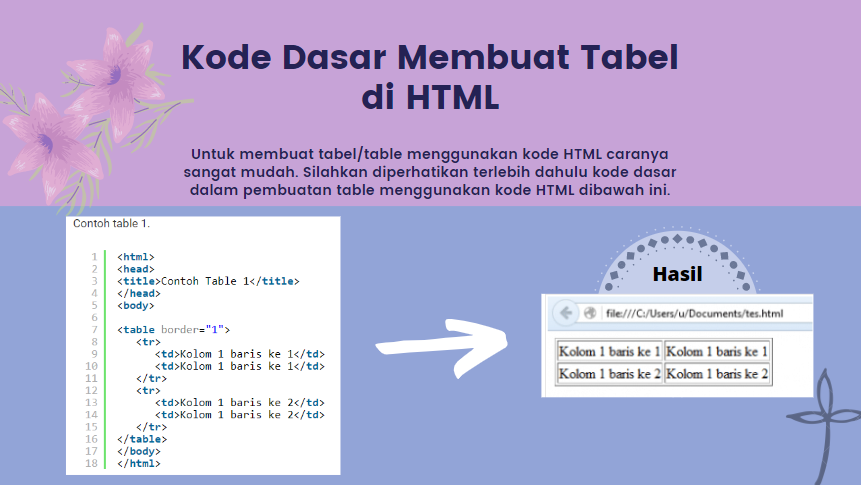 Kode Dasar Membuat Tabel
di HTML
Untuk membuat tabel/table menggunakan kode HTML caranya
sangat mudah. Silahkan diperhatikan terlebih dahulu kode dasar
dalam pembuatan table menggunakan kode HTML dibawah ini.
Contoh table 1.
1 <html>
2 <head>
3 <title>Contoh Table 1</title>
4 </head>
5 <body>
6
7 <table border="1">
8 <tr>
9 <td>Kolom 1 baris ke 1</td>
10 <td>Kolom 1 baris ke 1</td>
11 </tr>
12 <tr>
13 <td>Kolom 1 baris ke 2</td>
14 <td>Kolom 1 baris ke 2</td>
15 </tr>
16 </table>
17 </body>
18 </html>
Hasil
file:///C:/Users/u/Documents/tes.html
Kolom 1 baris ke 1 Kolom 1 baris ke 1
Kolom 1 baris ke 2 Kolom 1 baris ke 2